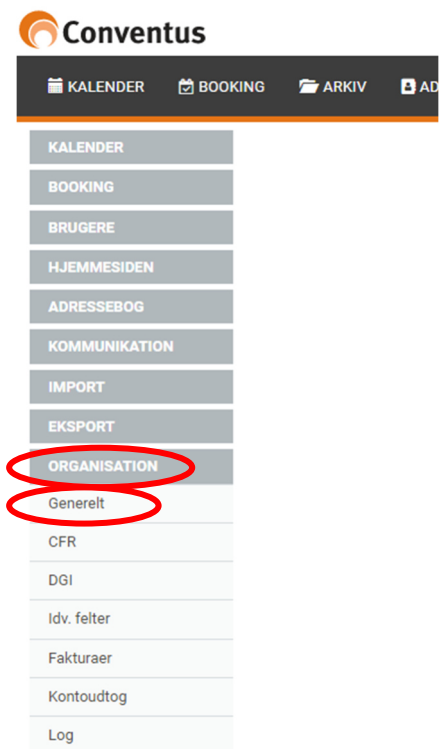 Conventus
KALENDER BOOKING ARKIV AD
KALENDER
BOOKING
BRUGERE
HJEMMESIDEN
ADRESSEBOG
KOMMUNIKATION
IMPORT
EKSPORT
ORGANISATION
Generelt
CFR
DGI
Idv. felter
Fakturaer
Kontoudtog
Log